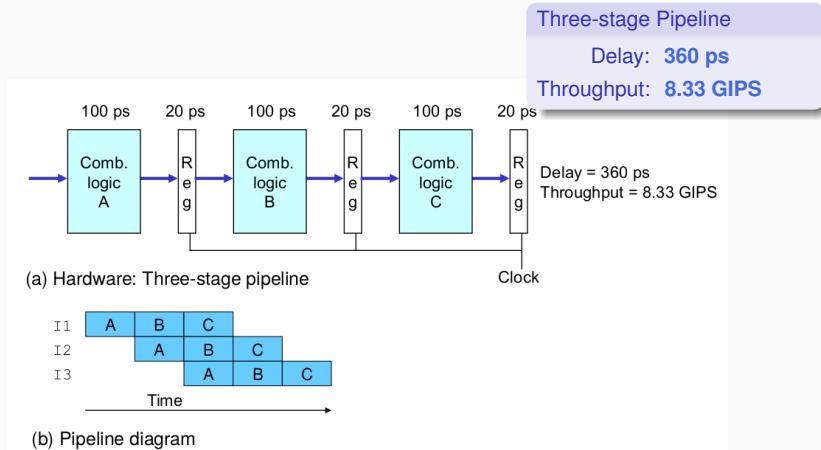 Three-stage Pipeline
Delay: 360 ps
Throughput: 8.33 GIPS
100 ps 20 ps 100 ps 20 ps 100 ps 20 ps
Comb.
logic
A
R
e
g
Comb.
logic
B
R
e
g
Comb.
logic
C
R
e
g
Delay = 360 ps
Throughput = 8.33 GIPS
Clock
(a) Hardware: Three-stage pipeline
I1 A B C
I2 A B C
I3 A B C
Time
(b) Pipeline diagram